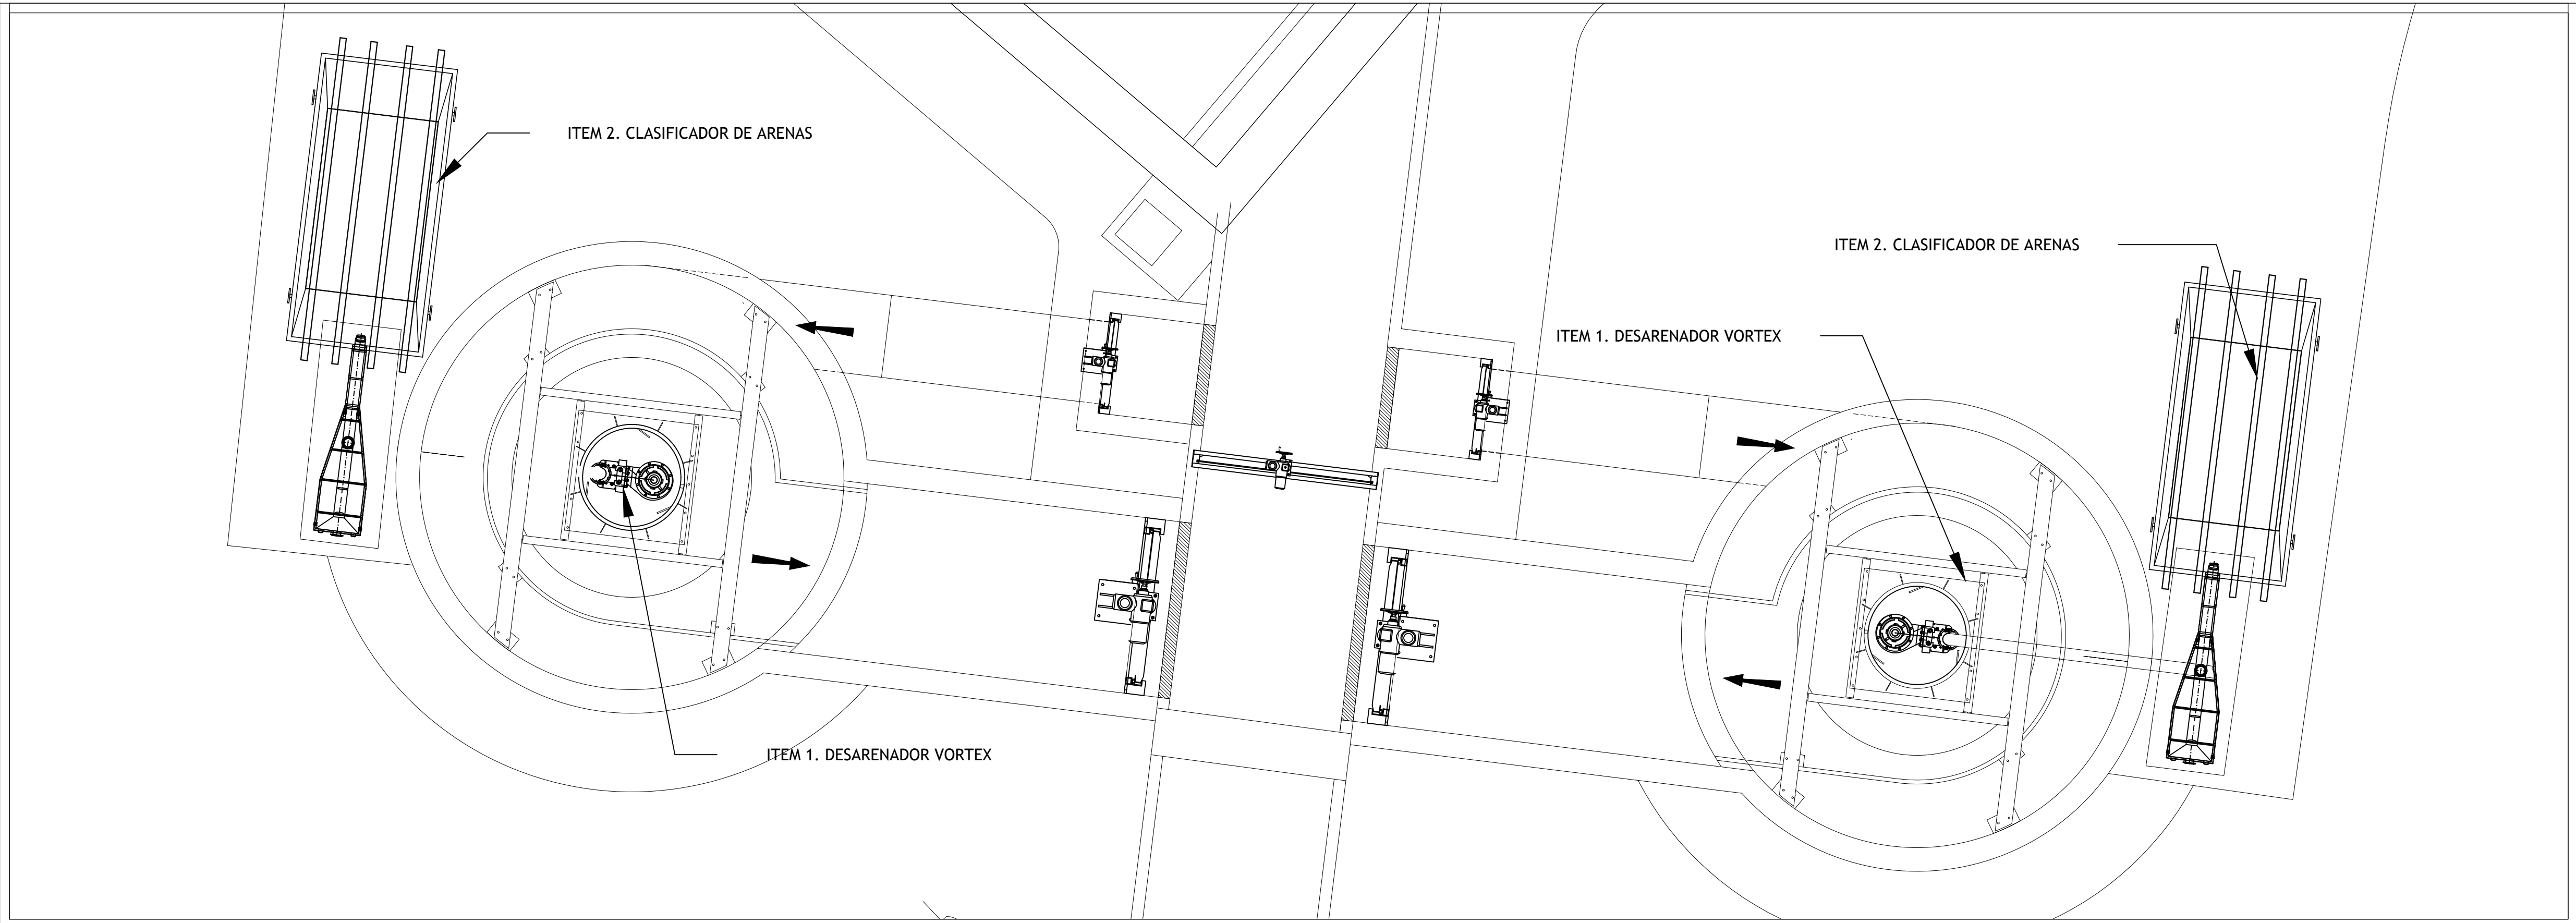 ITEM 2. CLASIFICADOR DE ARENAS
ITEM 2. CLASIFICADOR DE ARENAS
ITEM 1. DESARENADOR VORTEX
ITEM 1. DESARENADOR VORTEX